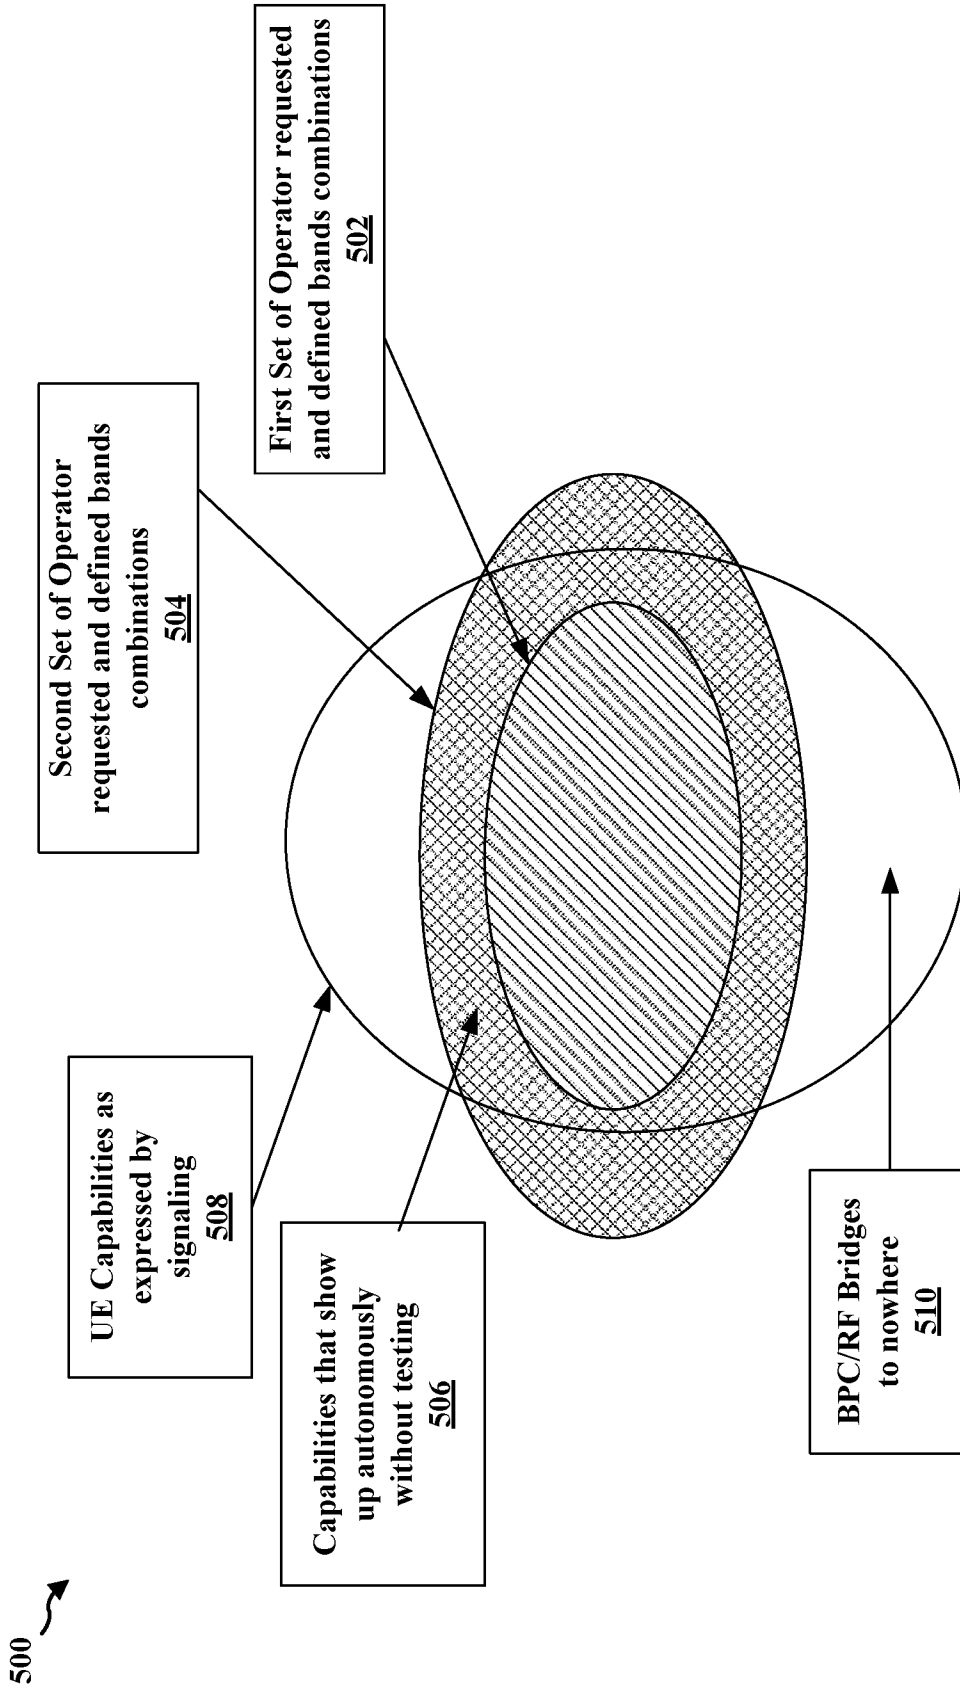 500
UE Capabilities as
expressed by
signaling
508
Second Set of Operator
requested and defined bands
combinations
504
Capabilities that show
up autonomously
without testing
506
First Set of Operator requested
and defined bands combinations
502
BPC/RF Bridges
to nowhere
510